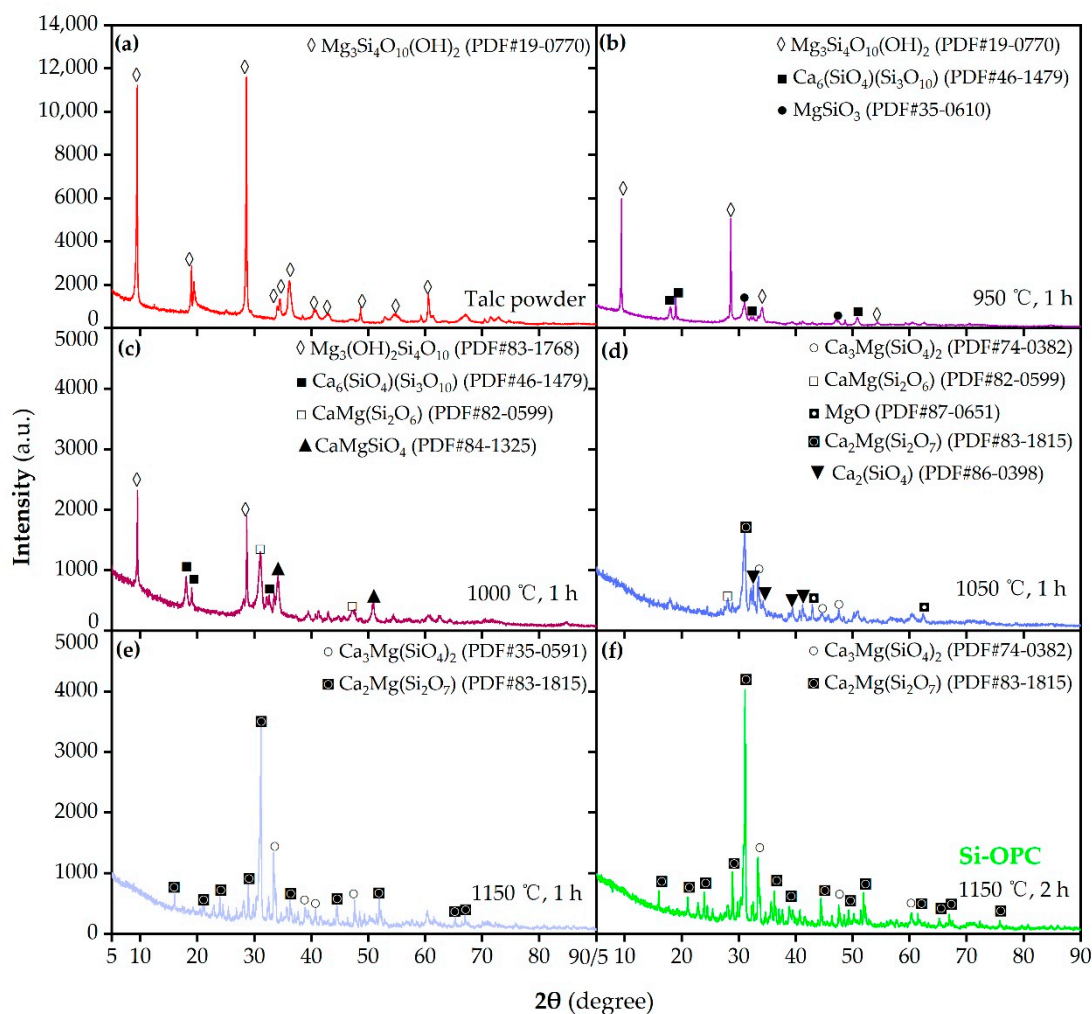 14,000
12,000
10,000
8000
6000
4000
2000
0
(a)
Mg₃Si₄O₁₀(OH)₂ (PDF#19-0770)
Talc powder
(b)
Mg₃Si₄O₁₀(OH)₂ (PDF#19-0770)
Ca₆(SiO₄)(Si₃O₁₀) (PDF#46-1479)
MgSiO₃ (PDF#35-0610)
950 ℃, 1 h
5000
4000
3000
2000
1000
0
(c)
Mg₃(OH)₂Si₄O₁₀ (PDF#83-1768)
Ca₆(SiO₄)(Si₃O₁₀) (PDF#46-1479)
CaMg(Si₂O₆) (PDF#82-0599)
CaMgSiO₄ (PDF#84-1325)
1000 ℃, 1 h
(d)
Ca₃Mg(SiO₄)₂ (PDF#74-0382)
CaMg(Si₂O₆) (PDF#82-0599)
MgO (PDF#87-0651)
Ca₂Mg(Si₂O₇) (PDF#83-1815)
Ca₂(SiO₄) (PDF#86-0398)
1050 ℃, 1 h
Intensity (a.u.)
5000
4000
3000
2000
1000
0
(e)
Ca₃Mg(SiO₄)₂ (PDF#35-0591)
Ca₂Mg(Si₂O₇) (PDF#83-1815)
1150 ℃, 1 h
(f)
Ca₃Mg(SiO₄)₂ (PDF#74-0382)
Ca₂Mg(Si₂O₇) (PDF#83-1815)
Si-OPC
1150 ℃, 2 h
5 10 20 30 40 50 60 70 80 90/5 10 20 30 40 50 60 70 80 90
2θ (degree)